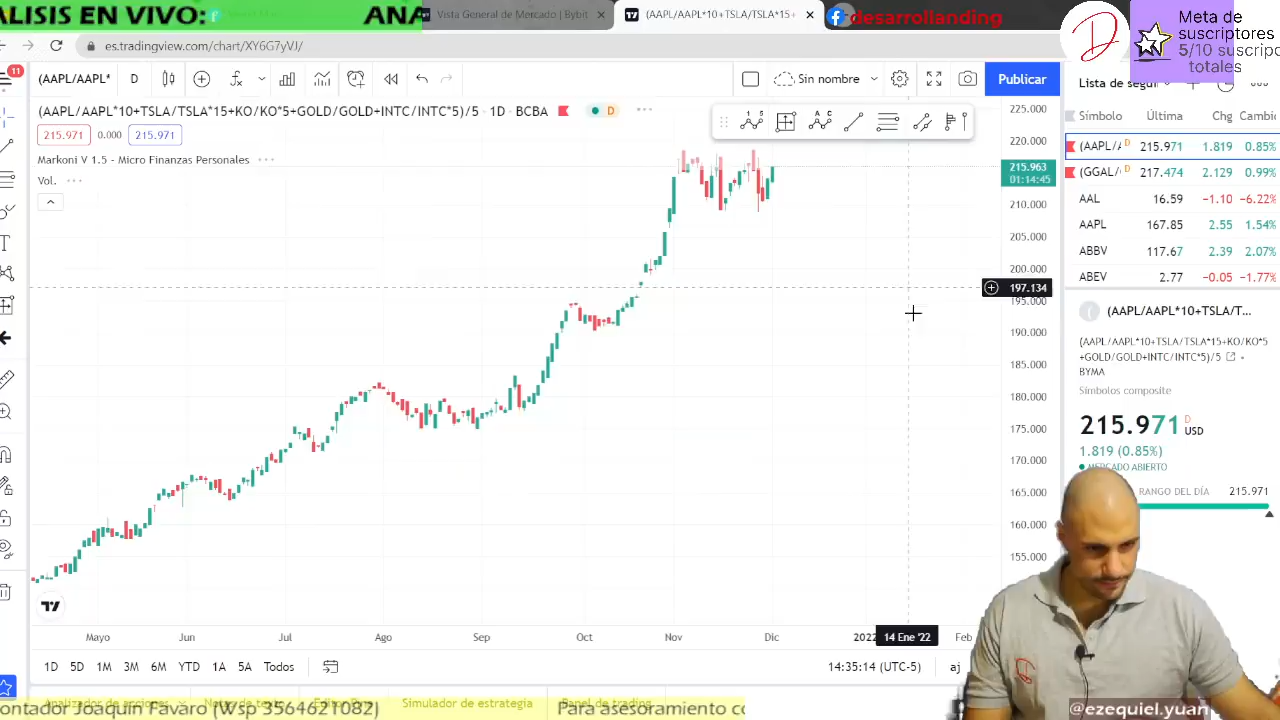 ALISIS EN VIVO:
ANA
Vista General de Mercado | Bybit
(AAPL/AAPL*10+TSLA/TSLA*15+
desarrollanding
Meta de
suscriptores
5/10 suscripto
totales
es.tradingview.com/chart/XY6G7yVJ/
11
(AAPL/AAPL*
D
Sin nombre
Publicar
Lista de segui
(AAPL/AAPL*10+TSLA/TSLA*15+KO/KO*5+GOLD/GOLD+INTC/INTC*5)/5 · 1D · BCBA
D
215.971
0.000
215.971
Markoni V 1.5 - Micro Finanzas Personales
Vol.
225.000
220.000
215.963
01:14:45
210.000
205.000
200.000
197.134
195.000
190.000
185.000
180.000
175.000
170.000
165.000
160.000
155.000
Símbolo
Última
Chg
Cambio
(AAPL/A
D
215.971
1.819
0.85%
(GGAL/
D
217.474
2.129
0.99%
AAL
16.59
−1.10
−6.22%
AAPL
167.85
2.55
1.54%
ABBV
117.67
2.39
2.07%
ABEV
2.77
−0.05
−1.77%
(AAPL/AAPL*10+TSLA/T...
(AAPL/AAPL*10+TSLA/TSLA*15+KO/KO*5
+GOLD/GOLD+INTC/INTC*5)/5
BYMA
Símbolos composite
215.971
D
USD
1.819 (0.85%)
MERCADO ABIERTO
RANGO DEL DÍA
215.971
Mayo
Jun
Jul
Ago
Sep
Oct
Nov
Dic
2022
14 Ene '22
Feb
1D
5D
1M
3M
6M
YTD
1A
5A
Todos
14:35:14 (UTC-5)
aj
Simulador de estrategia
Panel de trading
ontador Joaquin Favaro (Wsp 3564621082)
Para asesoramiento co
@ezequiel.yuan